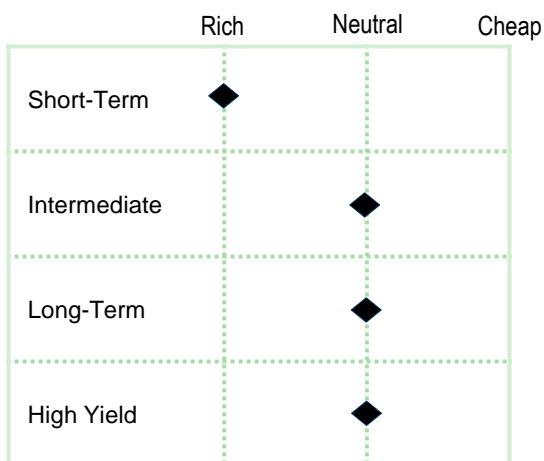 Rich Neutral Cheap
Short-Term
Intermediate
Long-Term
High Yield